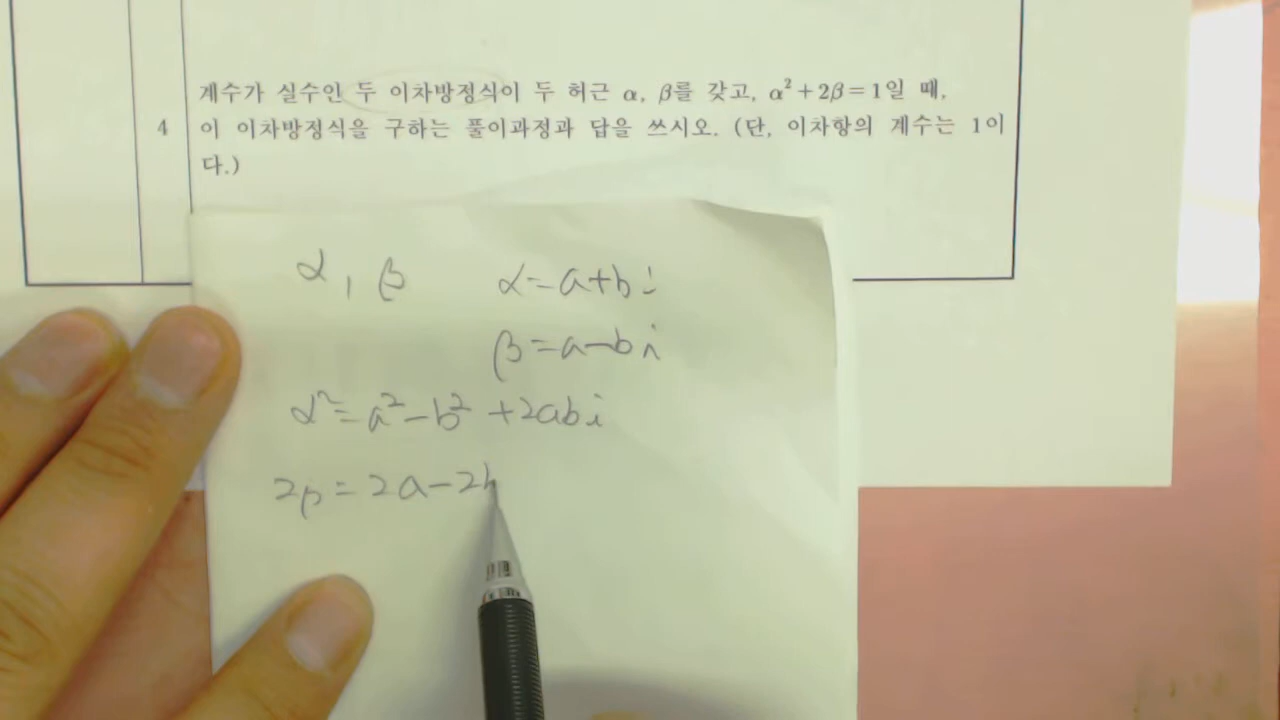 계수가 실수인 두 이차방정식이 두 허근 α, β를 갖고, α²+2β=1일 때,
4 이 이차방정식을 구하는 풀이과정과 답을 쓰시오. (단, 이차항의 계수는 1이
다.)
α, β α=a+bi
β=a-bi
α²=a²-b²+2abi
2β=2a-2b